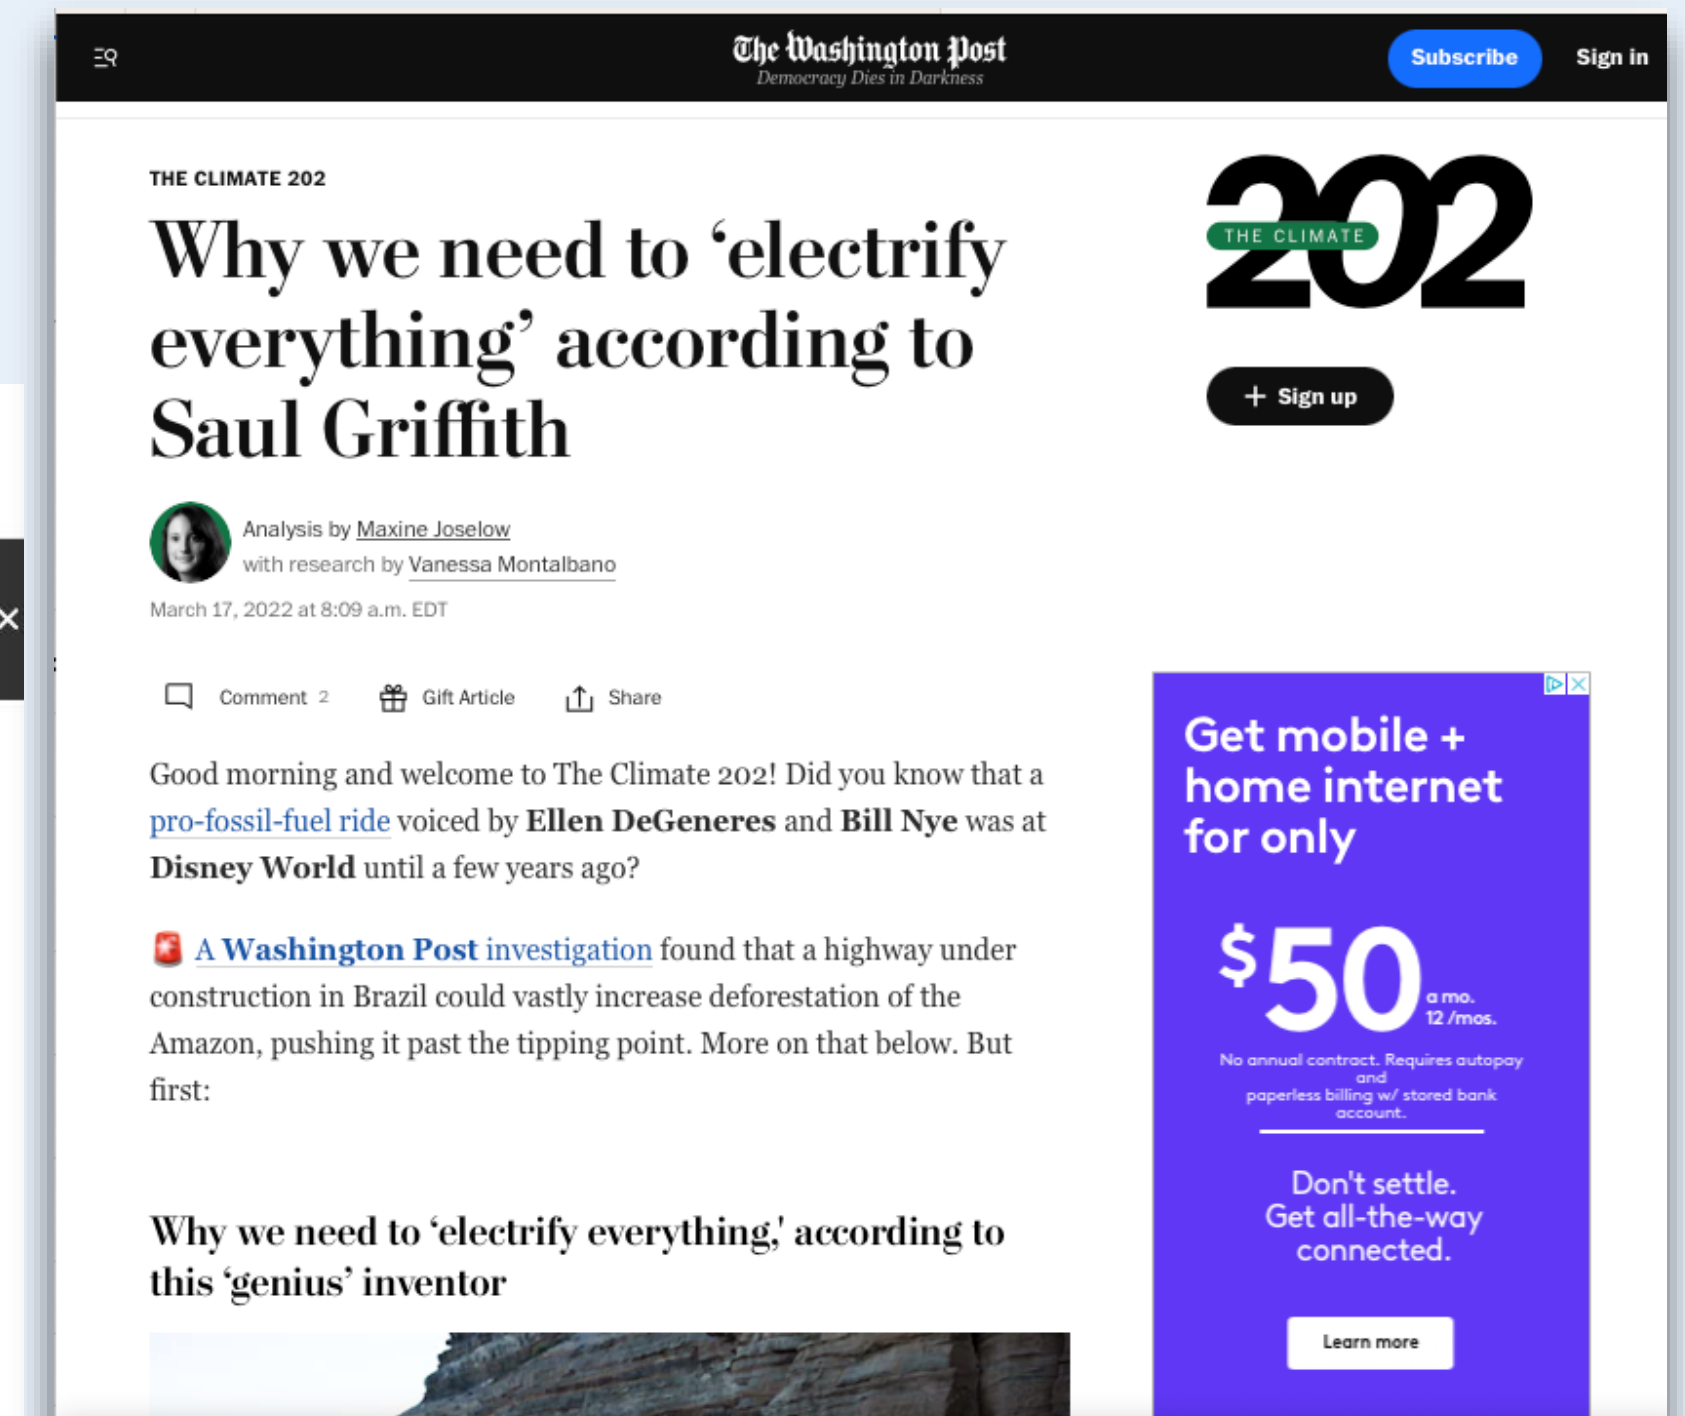 The Washington Post
Democracy Dies in Darkness
Subscribe
Sign in
THE CLIMATE 202
Why we need to ‘electrify
everything’ according to
Saul Griffith
Analysis by Maxine Joselow
with research by Vanessa Montalbano
March 17, 2022 at 8:09 a.m. EDT
Comment 2
Gift Article
Share
Good morning and welcome to The Climate 202! Did you know that a
pro-fossil-fuel ride voiced by Ellen DeGeneres and Bill Nye was at
Disney World until a few years ago?
🚨 A Washington Post investigation found that a highway under
construction in Brazil could vastly increase deforestation of the
Amazon, pushing it past the tipping point. More on that below. But
first:
Why we need to ‘electrify everything,' according to
this ‘genius’ inventor
202
THE CLIMATE
+ Sign up
Get mobile +
home internet
for only
$50
a mo.
12 /mos.
No annual contract. Requires autopay
and
paperless billing w/ stored bank
account.
Don't settle.
Get all-the-way
connected.
Learn more